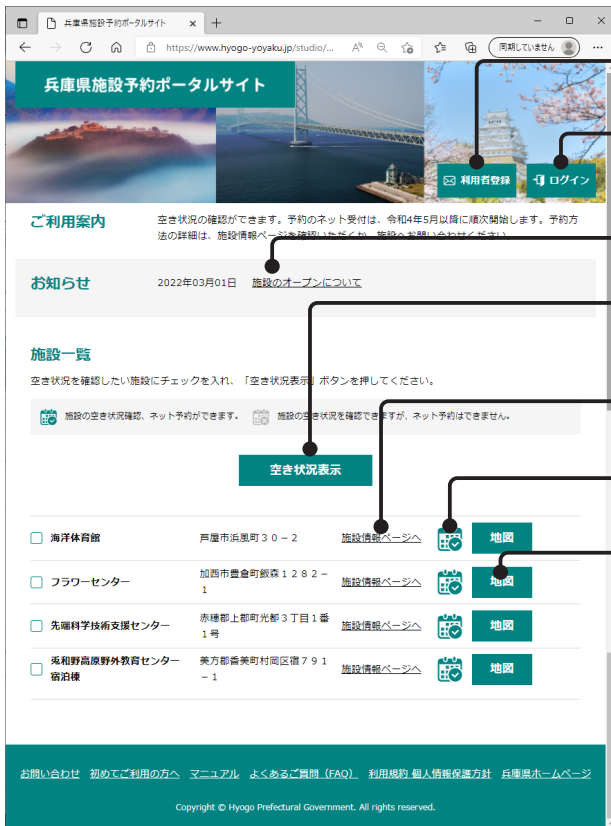 兵庫県施設予約ポータルサイト
https://www.hyogo-yoyaku.jp/studio/...
同期していません
兵庫県施設予約ポータルサイト
利用者登録 ログイン
ご利用案内 空き状況の確認ができます。予約のネット受付は、令和4年5月以降に順次開始します。予約方
法の詳細は、施設情報ページを確認いただくか、施設へお問い合わせください。
お知らせ 2022年03月01日 施設のオープンについて
施設一覧
空き状況を確認したい施設にチェックを入れ、「空き状況表示」ボタンを押してください。
施設の空き状況確認、ネット予約ができます。 施設の空き状況を確認できますが、ネット予約はできません。
空き状況表示
海洋体育館 芦屋市浜風町30-2 施設情報ページへ 地図
フラワーセンター 加西市豊倉町飯森1282-
1 施設情報ページへ 地図
先端科学技術支援センター 赤穂郡上郡町光都3丁目1番
1号 施設情報ページへ 地図
兎和野高原野外教育センター 美方郡香美町村岡区宿791
宿泊棟 -1 施設情報ページへ 地図
お問い合わせ 初めてご利用の方へ マニュアル よくあるご質問（FAQ） 利用規約 個人情報保護方針 兵庫県ホームページ
Copyright © Hyogo Prefectural Government. All rights reserved.